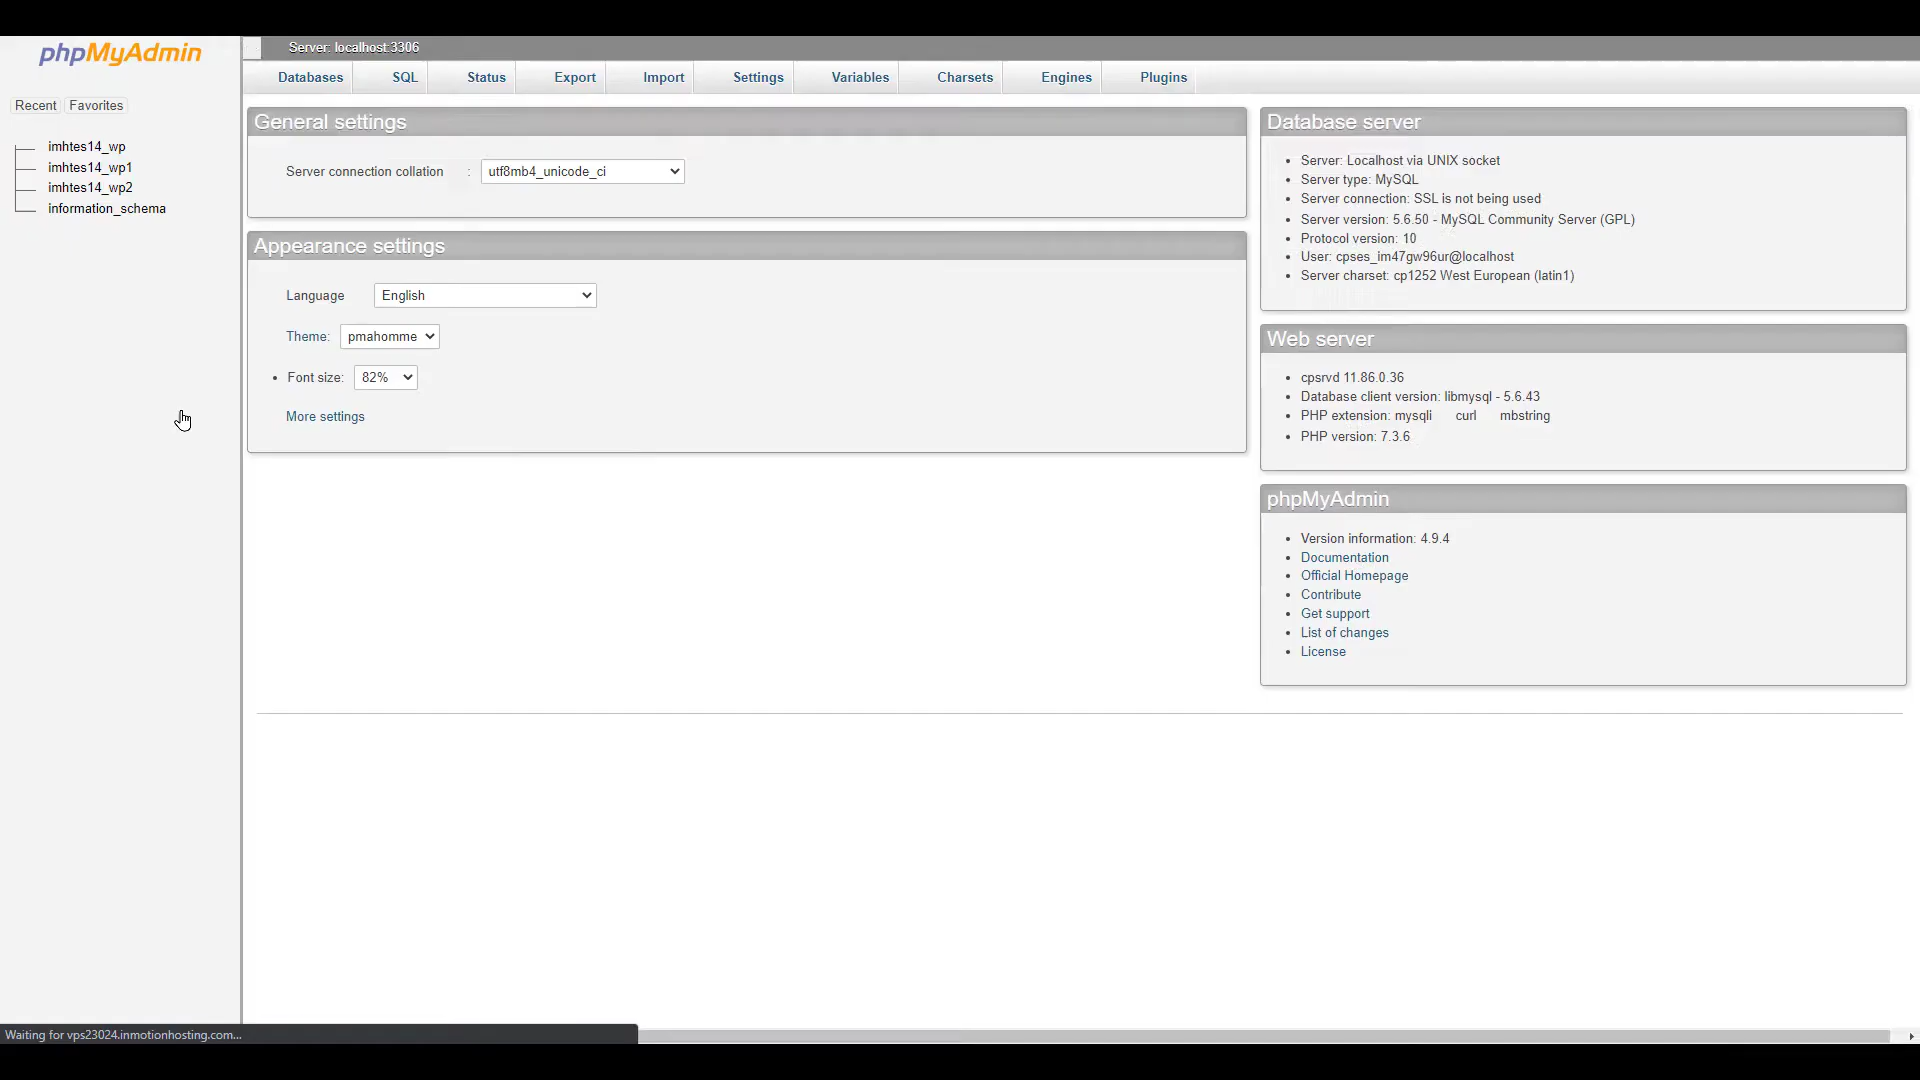 phpMyAdmin
Recent Favorites
imhtes14_wp
imhtes14_wp1
imhtes14_wp2
information_schema
Server: localhost:3306
Databases SQL Status Export Import Settings Variables Charsets Engines Plugins
General settings
Server connection collation : utf8mb4_unicode_ci
Appearance settings
Language English
Theme: pmahomme
• Font size: 82%
More settings
Database server
• Server: Localhost via UNIX socket
• Server type: MySQL
• Server connection: SSL is not being used
• Server version: 5.6.50 - MySQL Community Server (GPL)
• Protocol version: 10
• User: cpses_im47gw96ur@localhost
• Server charset: cp1252 West European (latin1)
Web server
• cpsrvd 11.86.0.36
• Database client version: libmysql - 5.6.43
• PHP extension: mysqli curl mbstring
• PHP version: 7.3.6
phpMyAdmin
• Version information: 4.9.4
• Documentation
• Official Homepage
• Contribute
• Get support
• List of changes
• License
Waiting for vps23024.inmotionhosting.com...